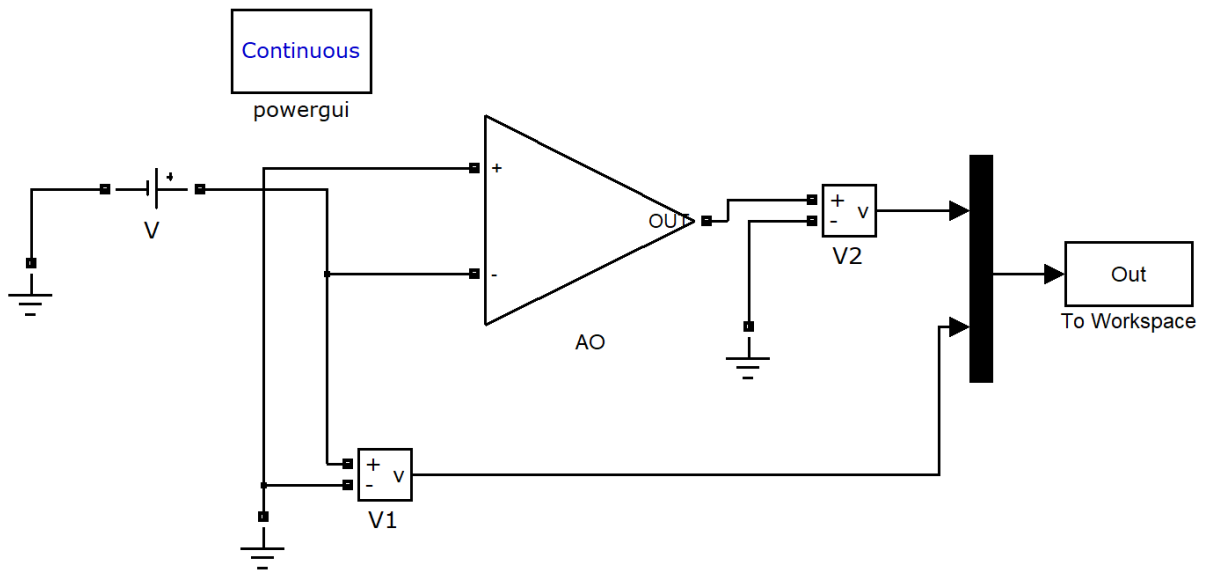 Continuous
powergui
+
V
+
-
OUT
AO
+
-
v
V2
Out
To Workspace
+
-
v
V1